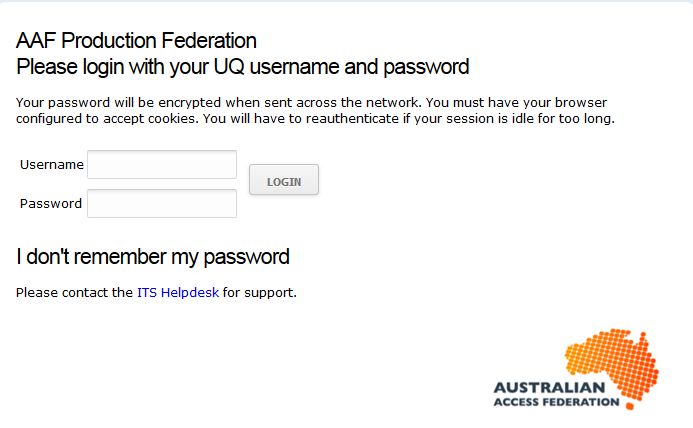 AAF Production Federation
Please login with your UQ username and password
Your password will be encrypted when sent across the network. You must have your browser
configured to accept cookies. You will have to reauthenticate if your session is idle for too long.
Username
LOGIN
Password
I don't remember my password
Please contact the ITS Helpdesk for support.
AUSTRALIAN
ACCESS FEDERATION